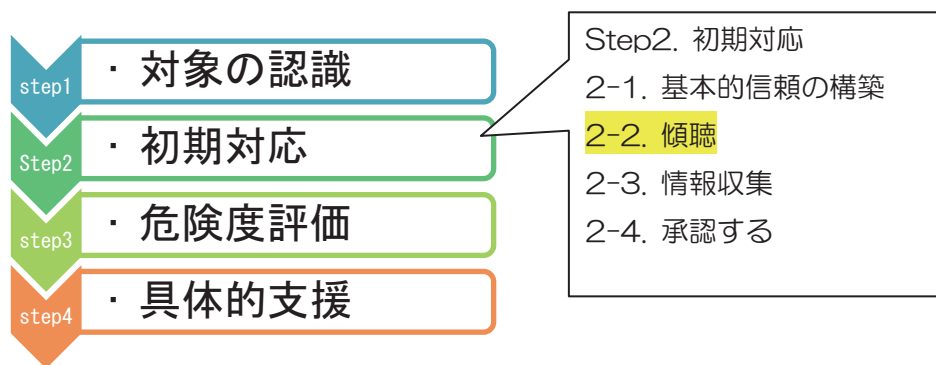 step1
・対象の認識
Step2
・初期対応
step3
・危険度評価
step4
・具体的支援
Step2. 初期対応
2-1. 基本的信頼の構築
2-2. 傾聴
2-3. 情報収集
2-4. 承認する